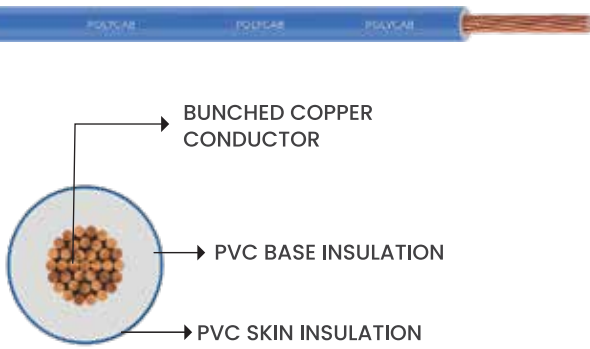 POLYCAB POLYCAB POLYCAB
BUNCHED COPPER
CONDUCTOR
PVC BASE INSULATION
PVC SKIN INSULATION